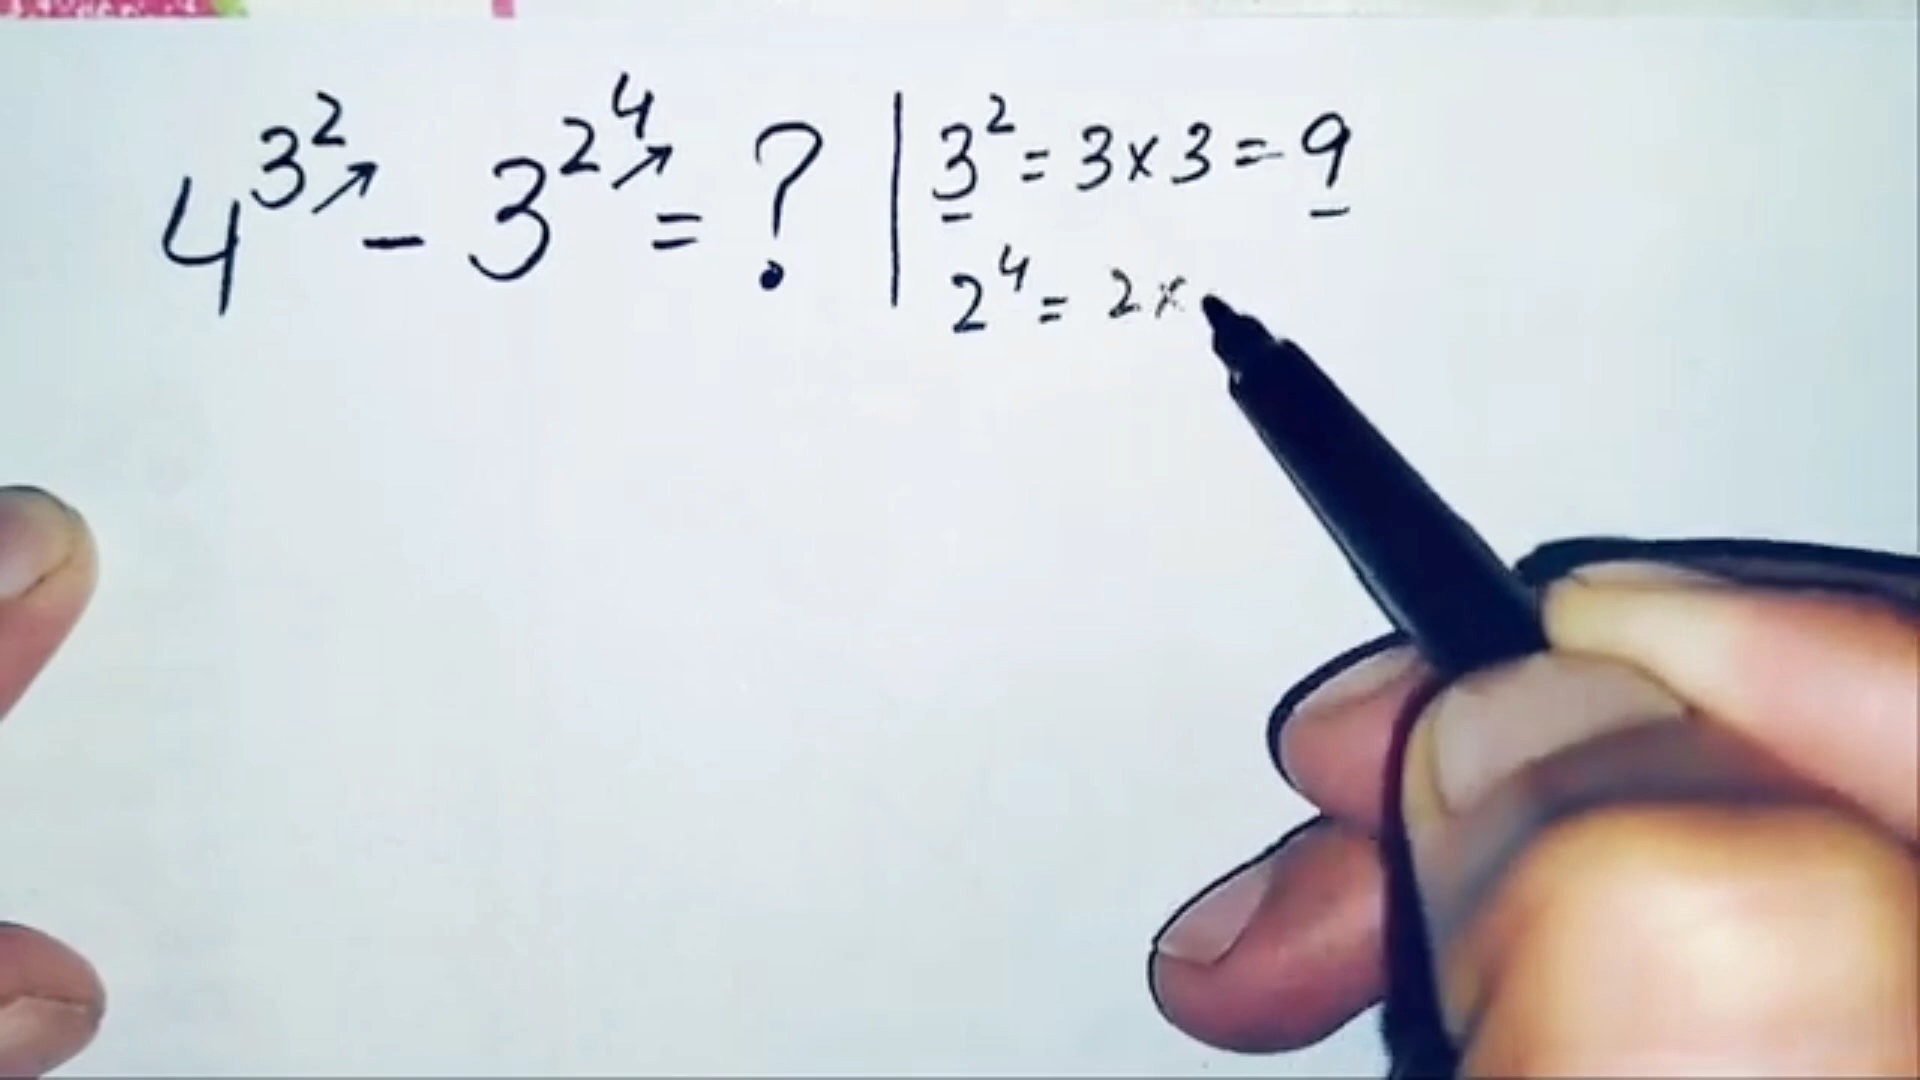 4^3^2 - 3^2^4 = ?
3^2 = 3 × 3 = 9
2^4 = 2 ×